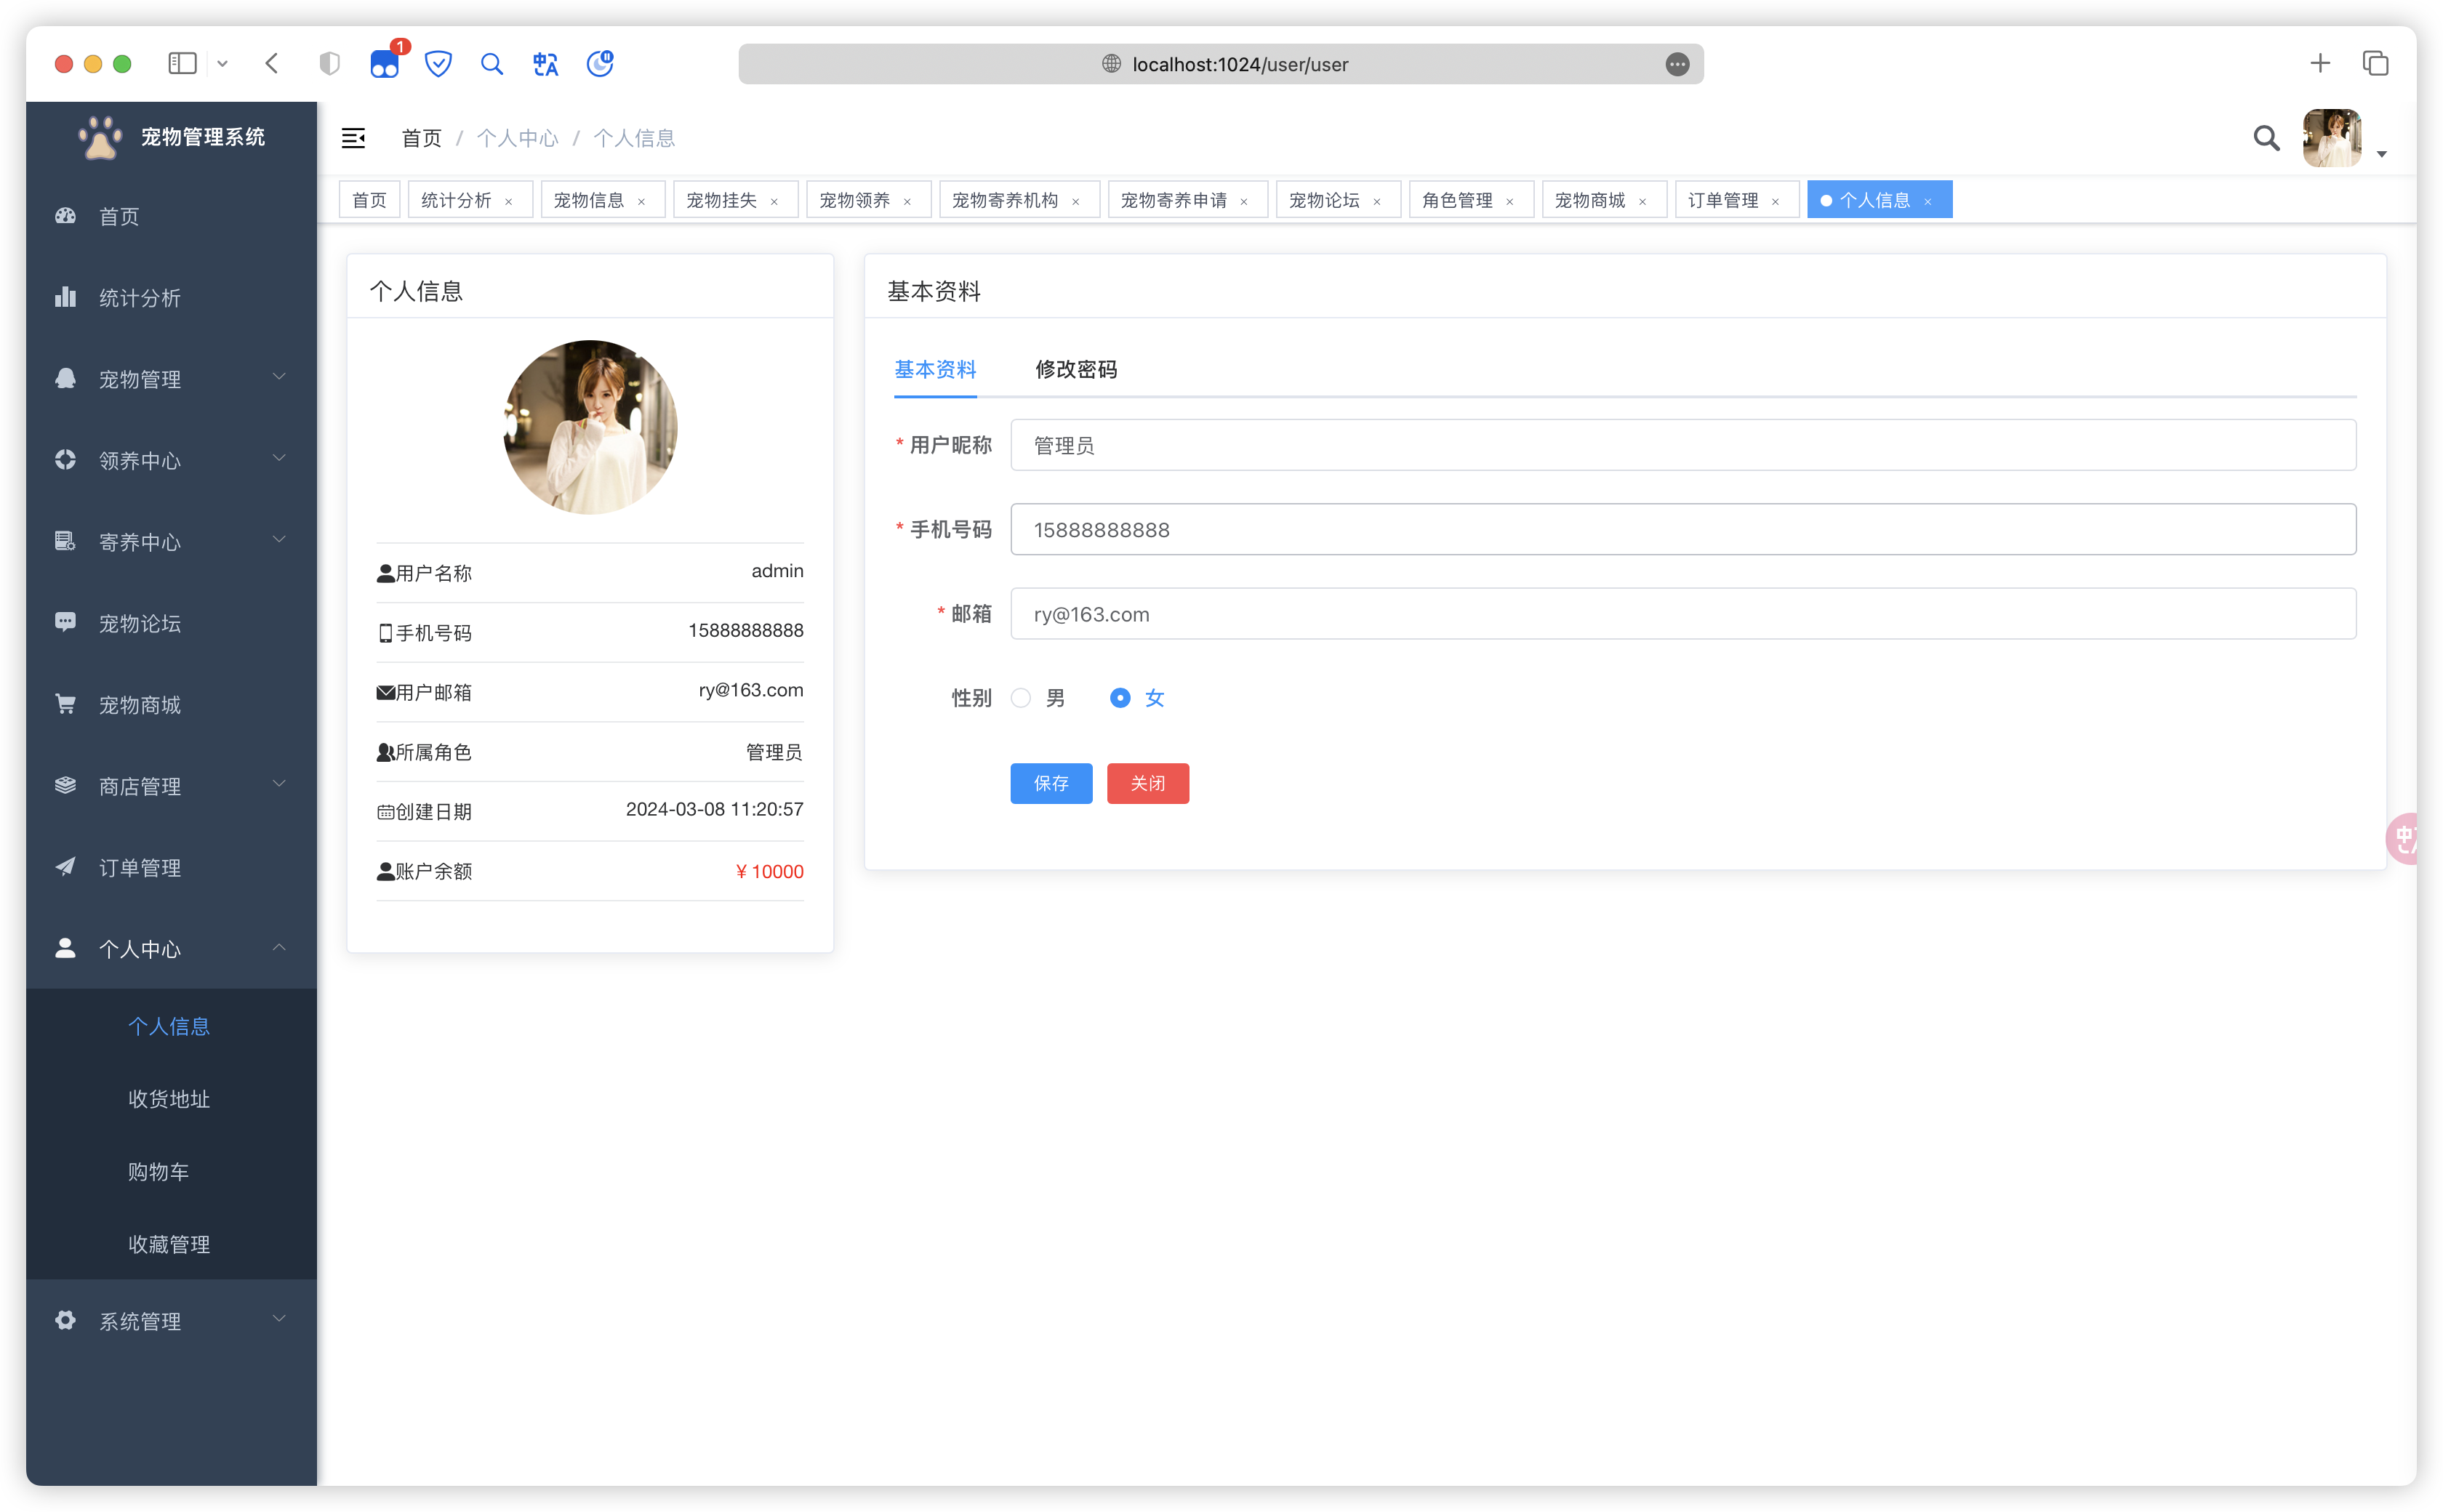 1
localhost:1024/user/user
宠物管理系统
首页
统计分析
宠物管理
领养中心
寄养中心
宠物论坛
宠物商城
商店管理
订单管理
个人中心
个人信息
收货地址
购物车
收藏管理
系统管理
首页 / 个人中心 / 个人信息
首页 统计分析 × 宠物信息 × 宠物挂失 × 宠物领养 × 宠物寄养机构 × 宠物寄养申请 × 宠物论坛 × 角色管理 × 宠物商城 × 订单管理 × 个人信息 ×
个人信息
用户名称 admin
手机号码 15888888888
用户邮箱 ry@163.com
所属角色 管理员
创建日期 2024-03-08 11:20:57
账户余额 ¥ 10000
基本资料
基本资料 修改密码
* 用户昵称 管理员
* 手机号码 15888888888
* 邮箱 ry@163.com
性别 男 女
保存 关闭